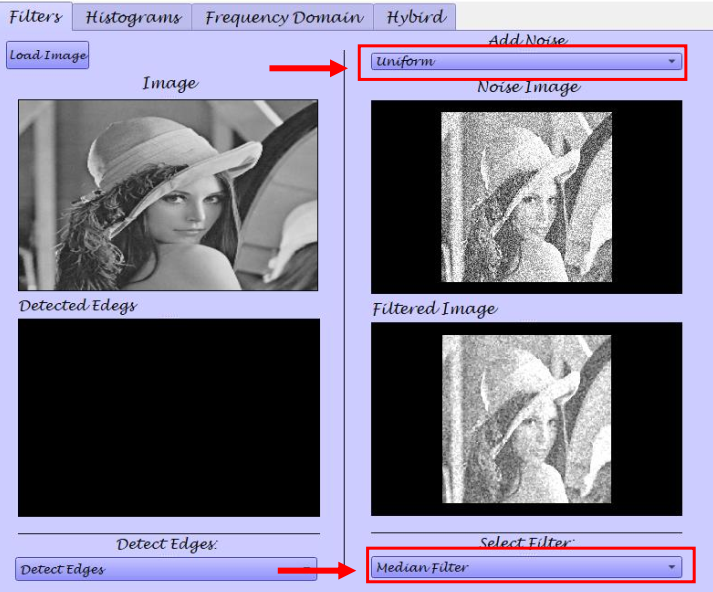 Filters Histograms Frequency Domain Hybird
Load Image
Image
Detected Edegs
Detect Edges:
Detect Edges
Add Noise
Uniform
Noise Image
Filtered Image
Select Filter:
Median Filter